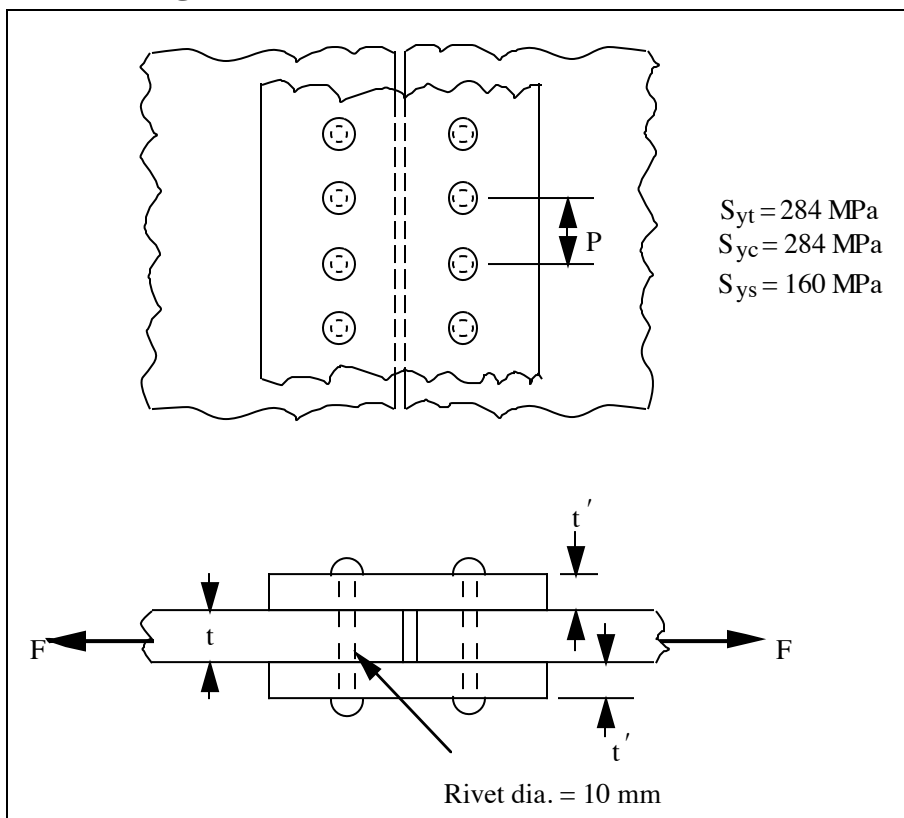 S_yt = 284 MPa
P
S_yc = 284 MPa
S_ys = 160 MPa
t′
F
t
F
t′
Rivet dia. = 10 mm